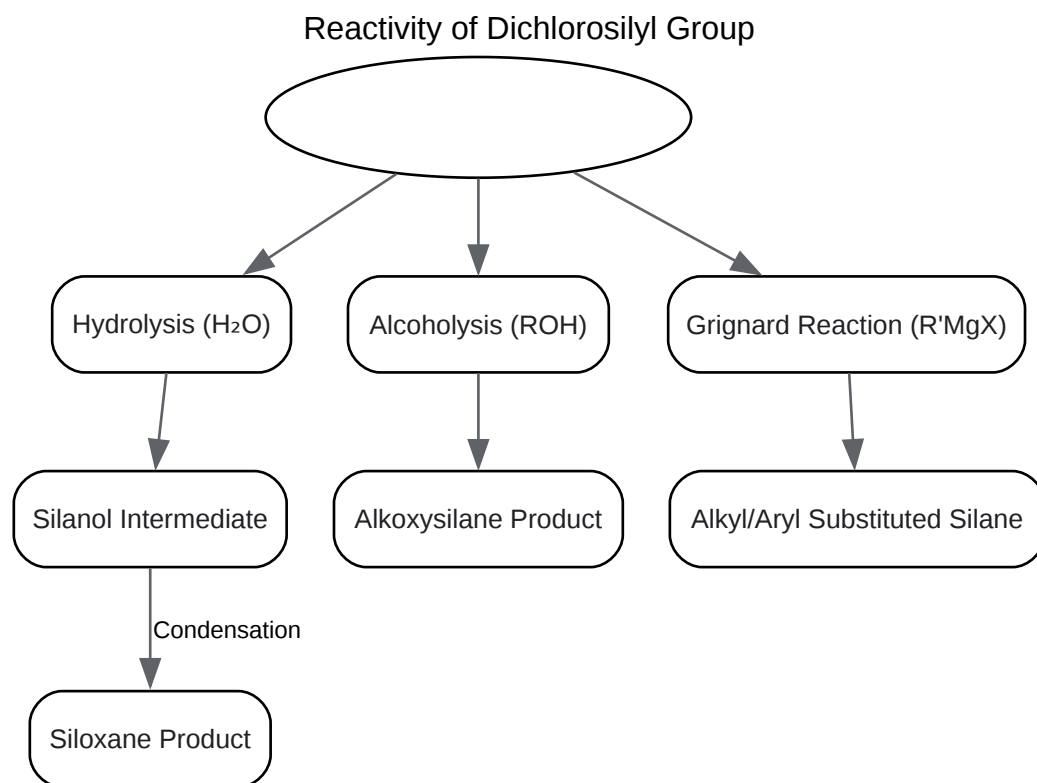 Reactivity of Dichlorosilyl Group
Hydrolysis (H₂O)
Alcoholysis (ROH)
Grignard Reaction (R'MgX)
Silanol Intermediate
Alkoxysilane Product
Alkyl/Aryl Substituted Silane
Condensation
Siloxane Product